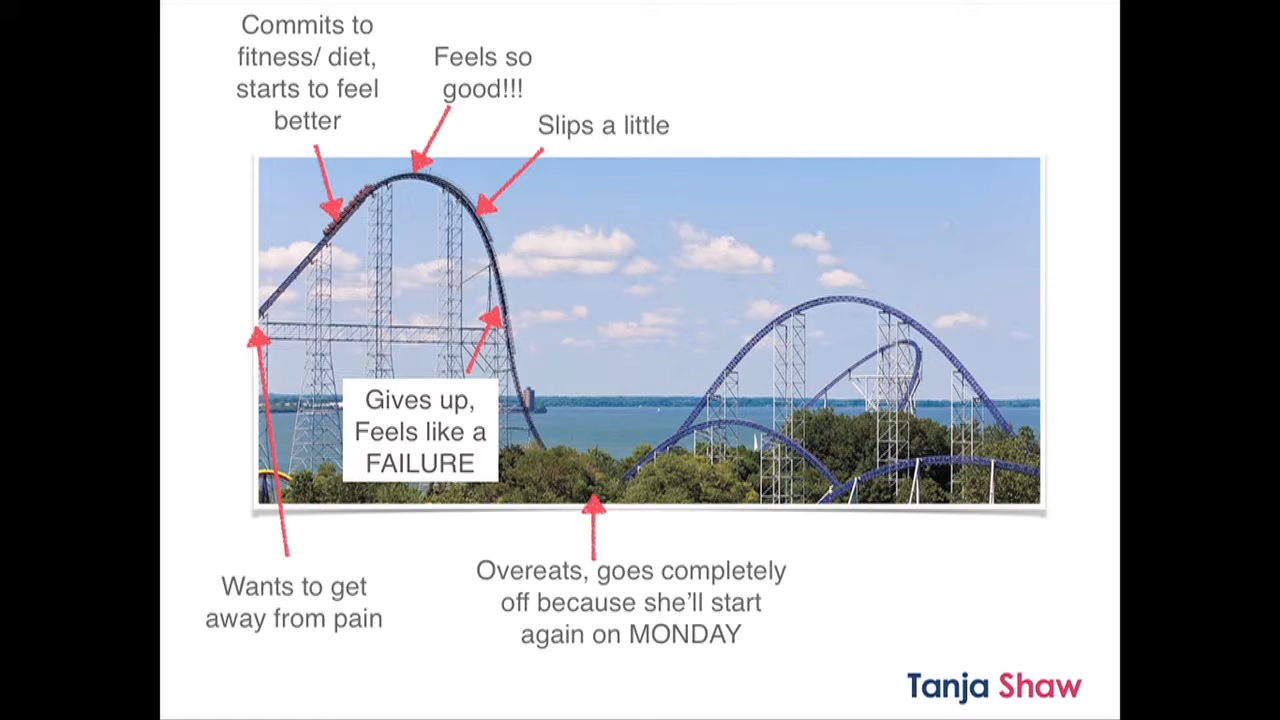 Commits to
fitness/ diet,
starts to feel
better
Feels so
good!!!
Slips a little
Gives up,
Feels like a
FAILURE
Wants to get
away from pain
Overeats, goes completely
off because she'll start
again on MONDAY
Tanja Shaw